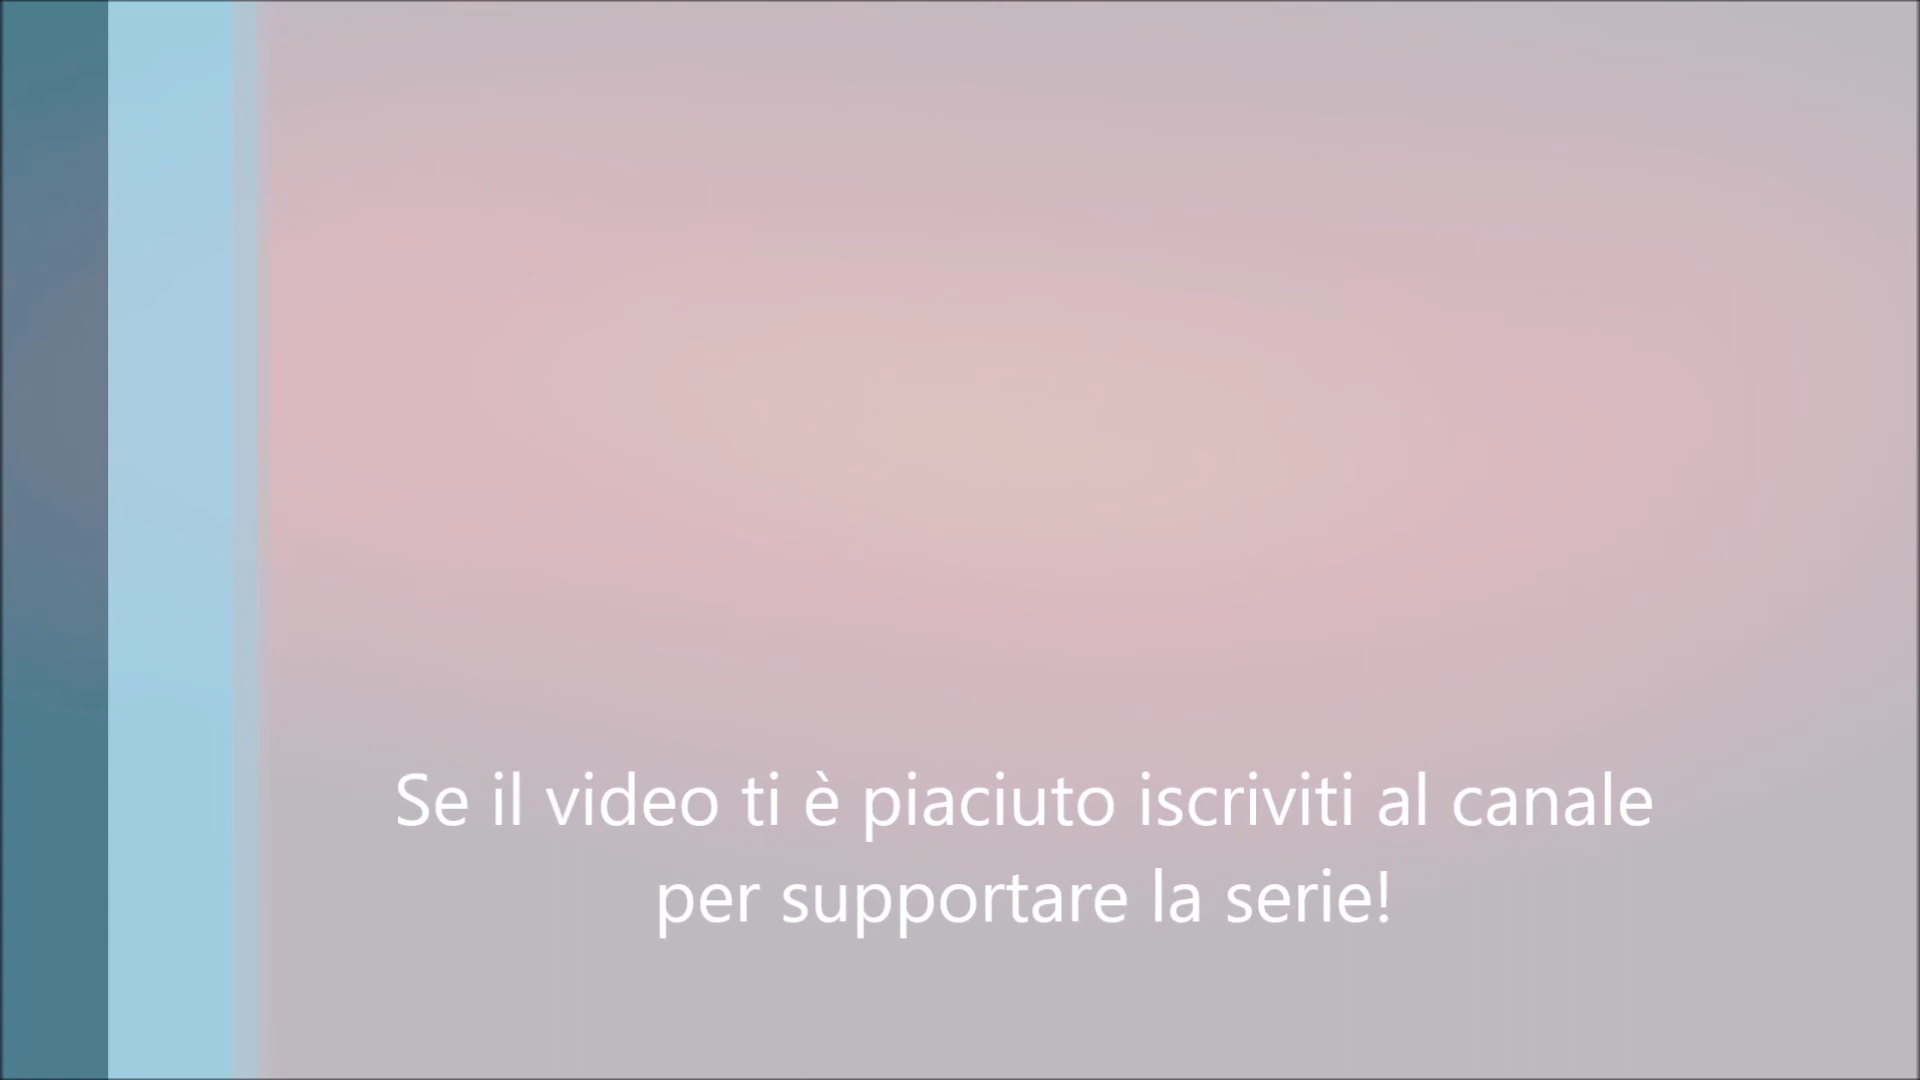 Se il video ti è piaciuto iscriviti al canale
per supportare la serie!